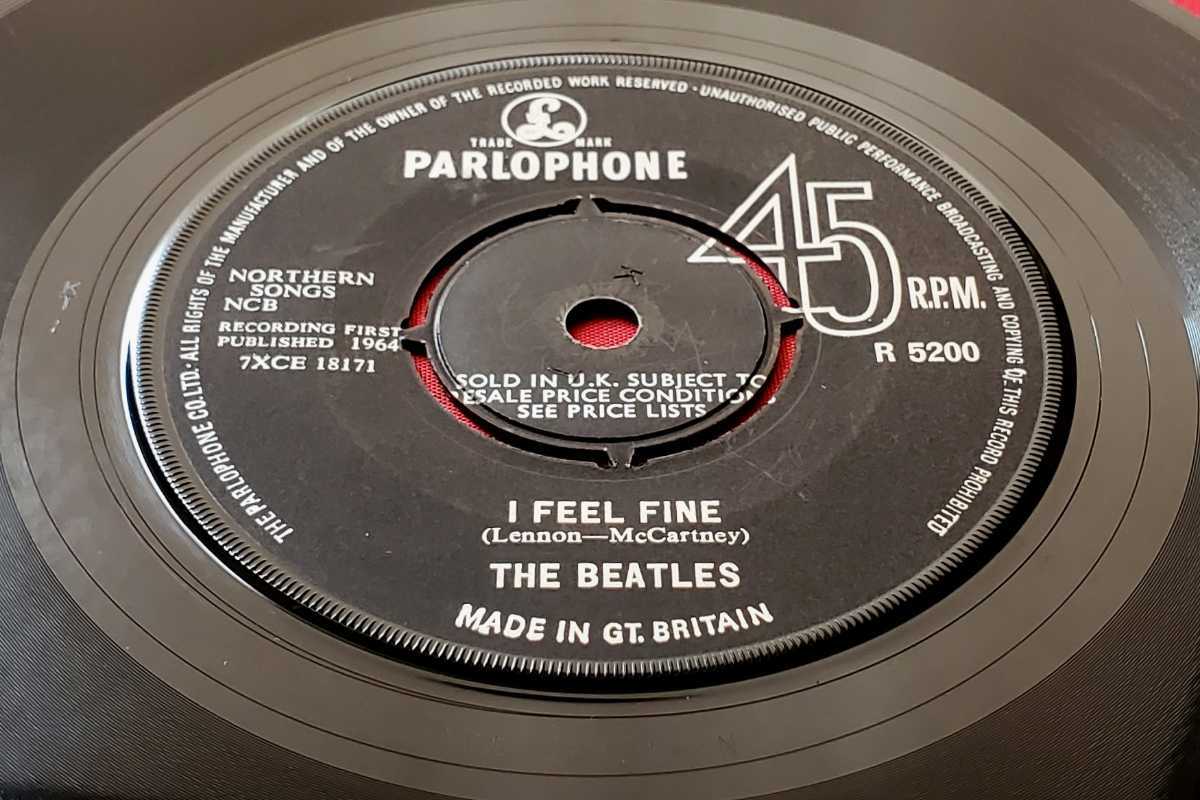 THE PARLOPHONE CO.LTD. · ALL RIGHTS OF THE MANUFACTURER AND OF THE OWNER OF THE RECORDED WORK RESERVED · UNAUTHORISED PUBLIC PERFORMANCE BROADCASTING AND COPYING OF THIS RECORD PROHIBITED
£
TRADE MARK
PARLOPHONE
45 R.P.M.
NORTHERN
SONGS
NCB
RECORDING FIRST
PUBLISHED 1964
7XCE 18171
R 5200
SOLD IN U.K. SUBJECT TO
ESALE PRICE CONDITION
SEE PRICE LISTS
I FEEL FINE
(Lennon—McCartney)
THE BEATLES
MADE IN GT. BRITAIN